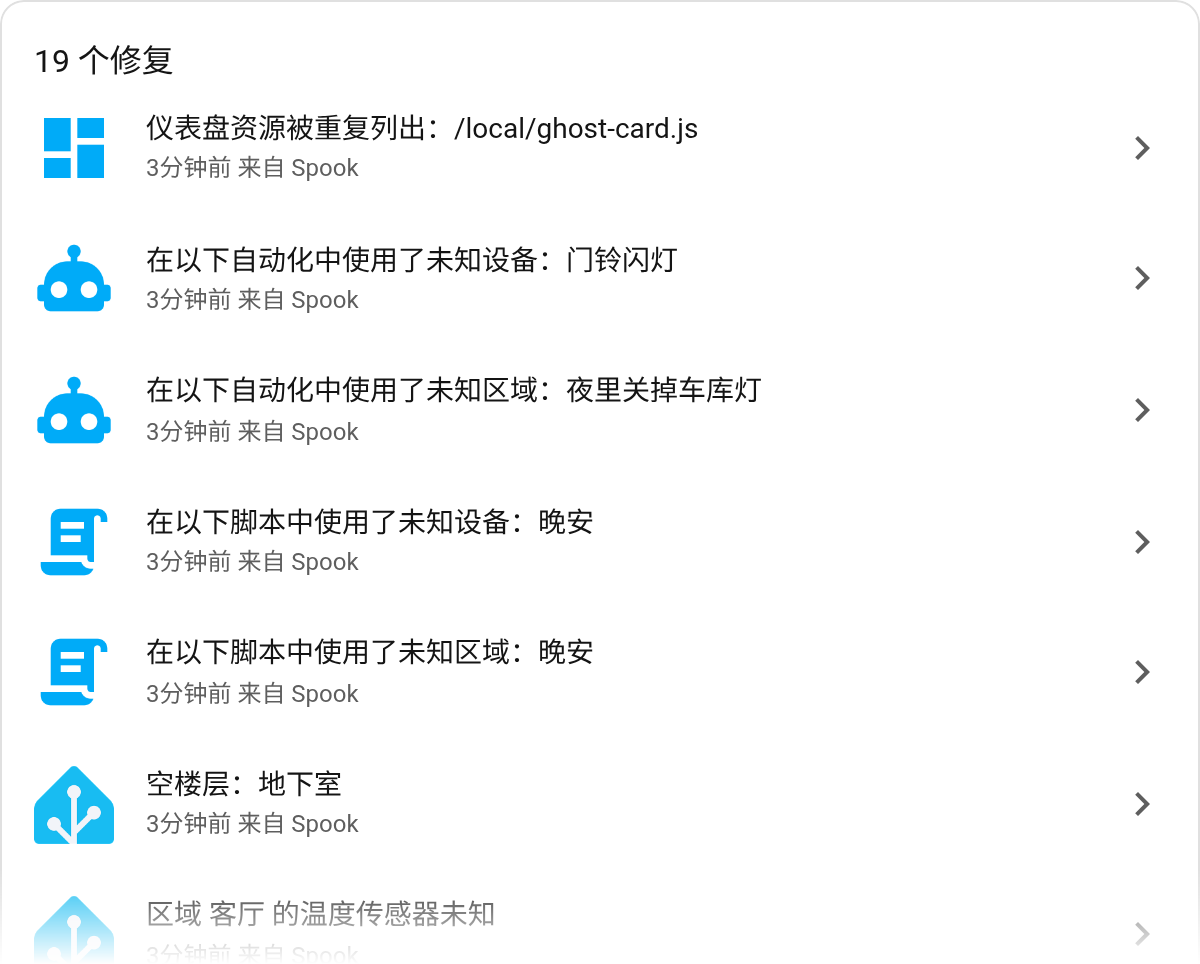 19 个修复
仪表盘资源被重复列出：/local/ghost-card.js
3分钟前 来自 Spook
在以下自动化中使用了未知设备：门铃闪灯
3分钟前 来自 Spook
在以下自动化中使用了未知区域：夜里关掉车库灯
3分钟前 来自 Spook
在以下脚本中使用了未知设备：晚安
3分钟前 来自 Spook
在以下脚本中使用了未知区域：晚安
3分钟前 来自 Spook
空楼层：地下室
3分钟前 来自 Spook
区域 客厅 的温度传感器未知
3分钟前 来自 Spook